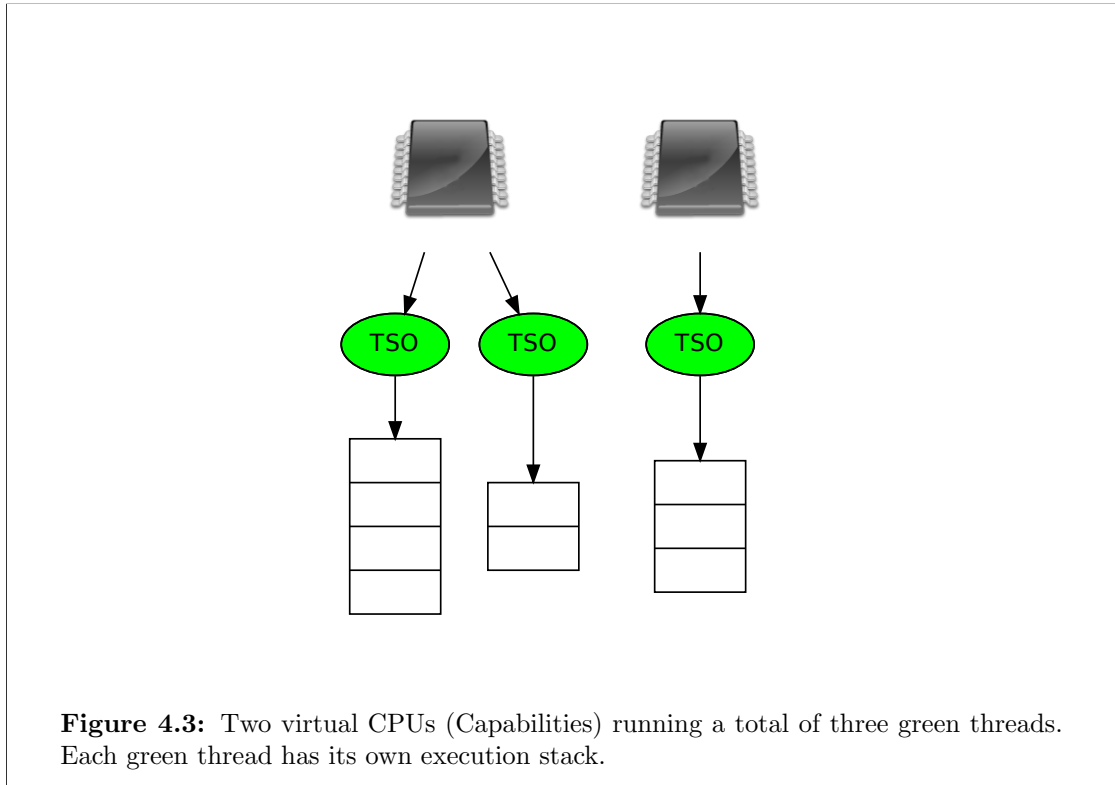 TSO TSO TSO
Figure 4.3: Two virtual CPUs (Capabilities) running a total of three green threads.
Each green thread has its own execution stack.